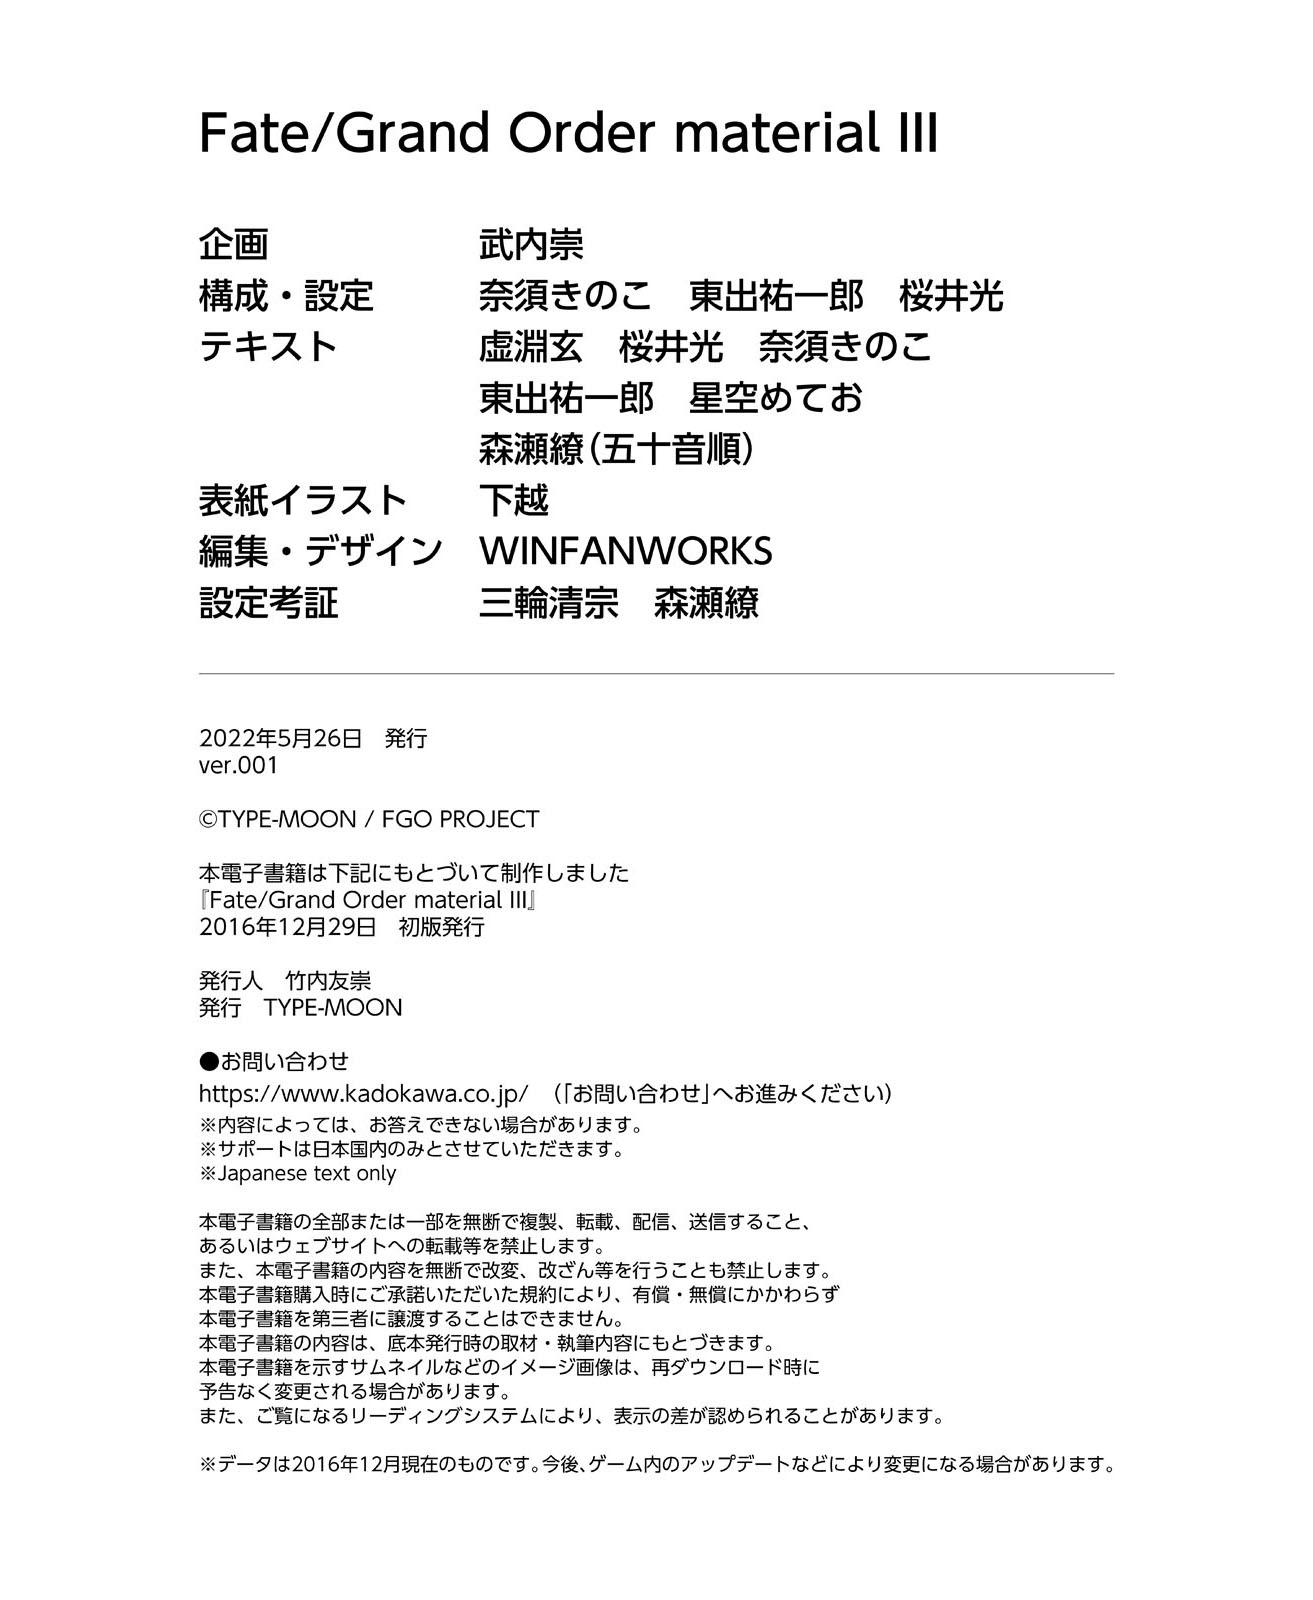 Fate/Grand Order material III
企画　武内崇
構成・設定　奈須きのこ　東出祐一郎　桜井光
テキスト　虚淵玄　桜井光　奈須きのこ
東出祐一郎　星空めてお
森瀬繚（五十音順）
表紙イラスト　下越
編集・デザイン　WINFANWORKS
設定考証　三輪清宗　森瀬繚
2022年5月26日　発行
ver.001
©TYPE-MOON / FGO PROJECT
本電子書籍は下記にもとづいて制作しました
『Fate/Grand Order material III』
2016年12月29日　初版発行
発行人　竹内友崇
発行　TYPE-MOON
●お問い合わせ
https://www.kadokawa.co.jp/　（「お問い合わせ」へお進みください）
※内容によっては、お答えできない場合があります。
※サポートは日本国内のみとさせていただきます。
※Japanese text only
本電子書籍の全部または一部を無断で複製、転載、配信、送信すること、
あるいはウェブサイトへの転載等を禁止します。
また、本電子書籍の内容を無断で改変、改ざん等を行うことも禁止します。
本電子書籍購入時にご承諾いただいた規約により、有償・無償にかかわらず
本電子書籍を第三者に譲渡することはできません。
本電子書籍の内容は、底本発行時の取材・執筆内容にもとづきます。
本電子書籍を示すサムネイルなどのイメージ画像は、再ダウンロード時に
予告なく変更される場合があります。
また、ご覧になるリーディングシステムにより、表示の差が認められることがあります。
※データは2016年12月現在のものです。今後、ゲーム内のアップデートなどにより変更になる場合があります。